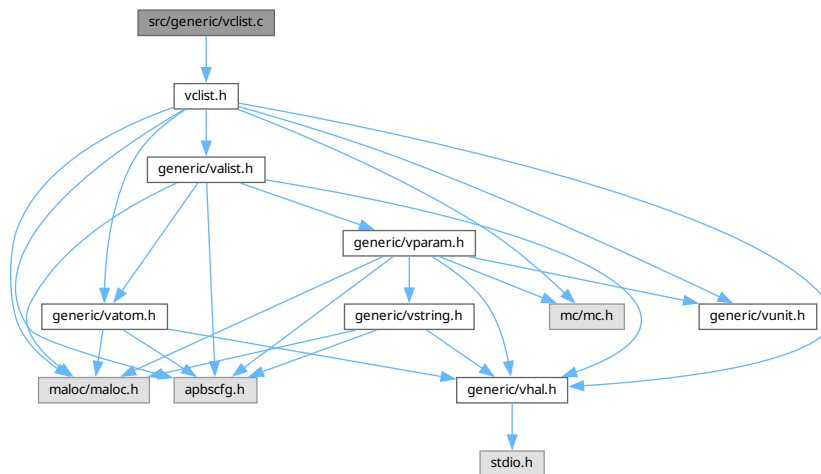 src/generic/vclist.c
vclist.h
generic/valist.h
generic/vparam.h
generic/vatom.h
generic/vstring.h
mc/mc.h
generic/vunit.h
maloc/maloc.h
apbscfg.h
generic/vhal.h
stdio.h